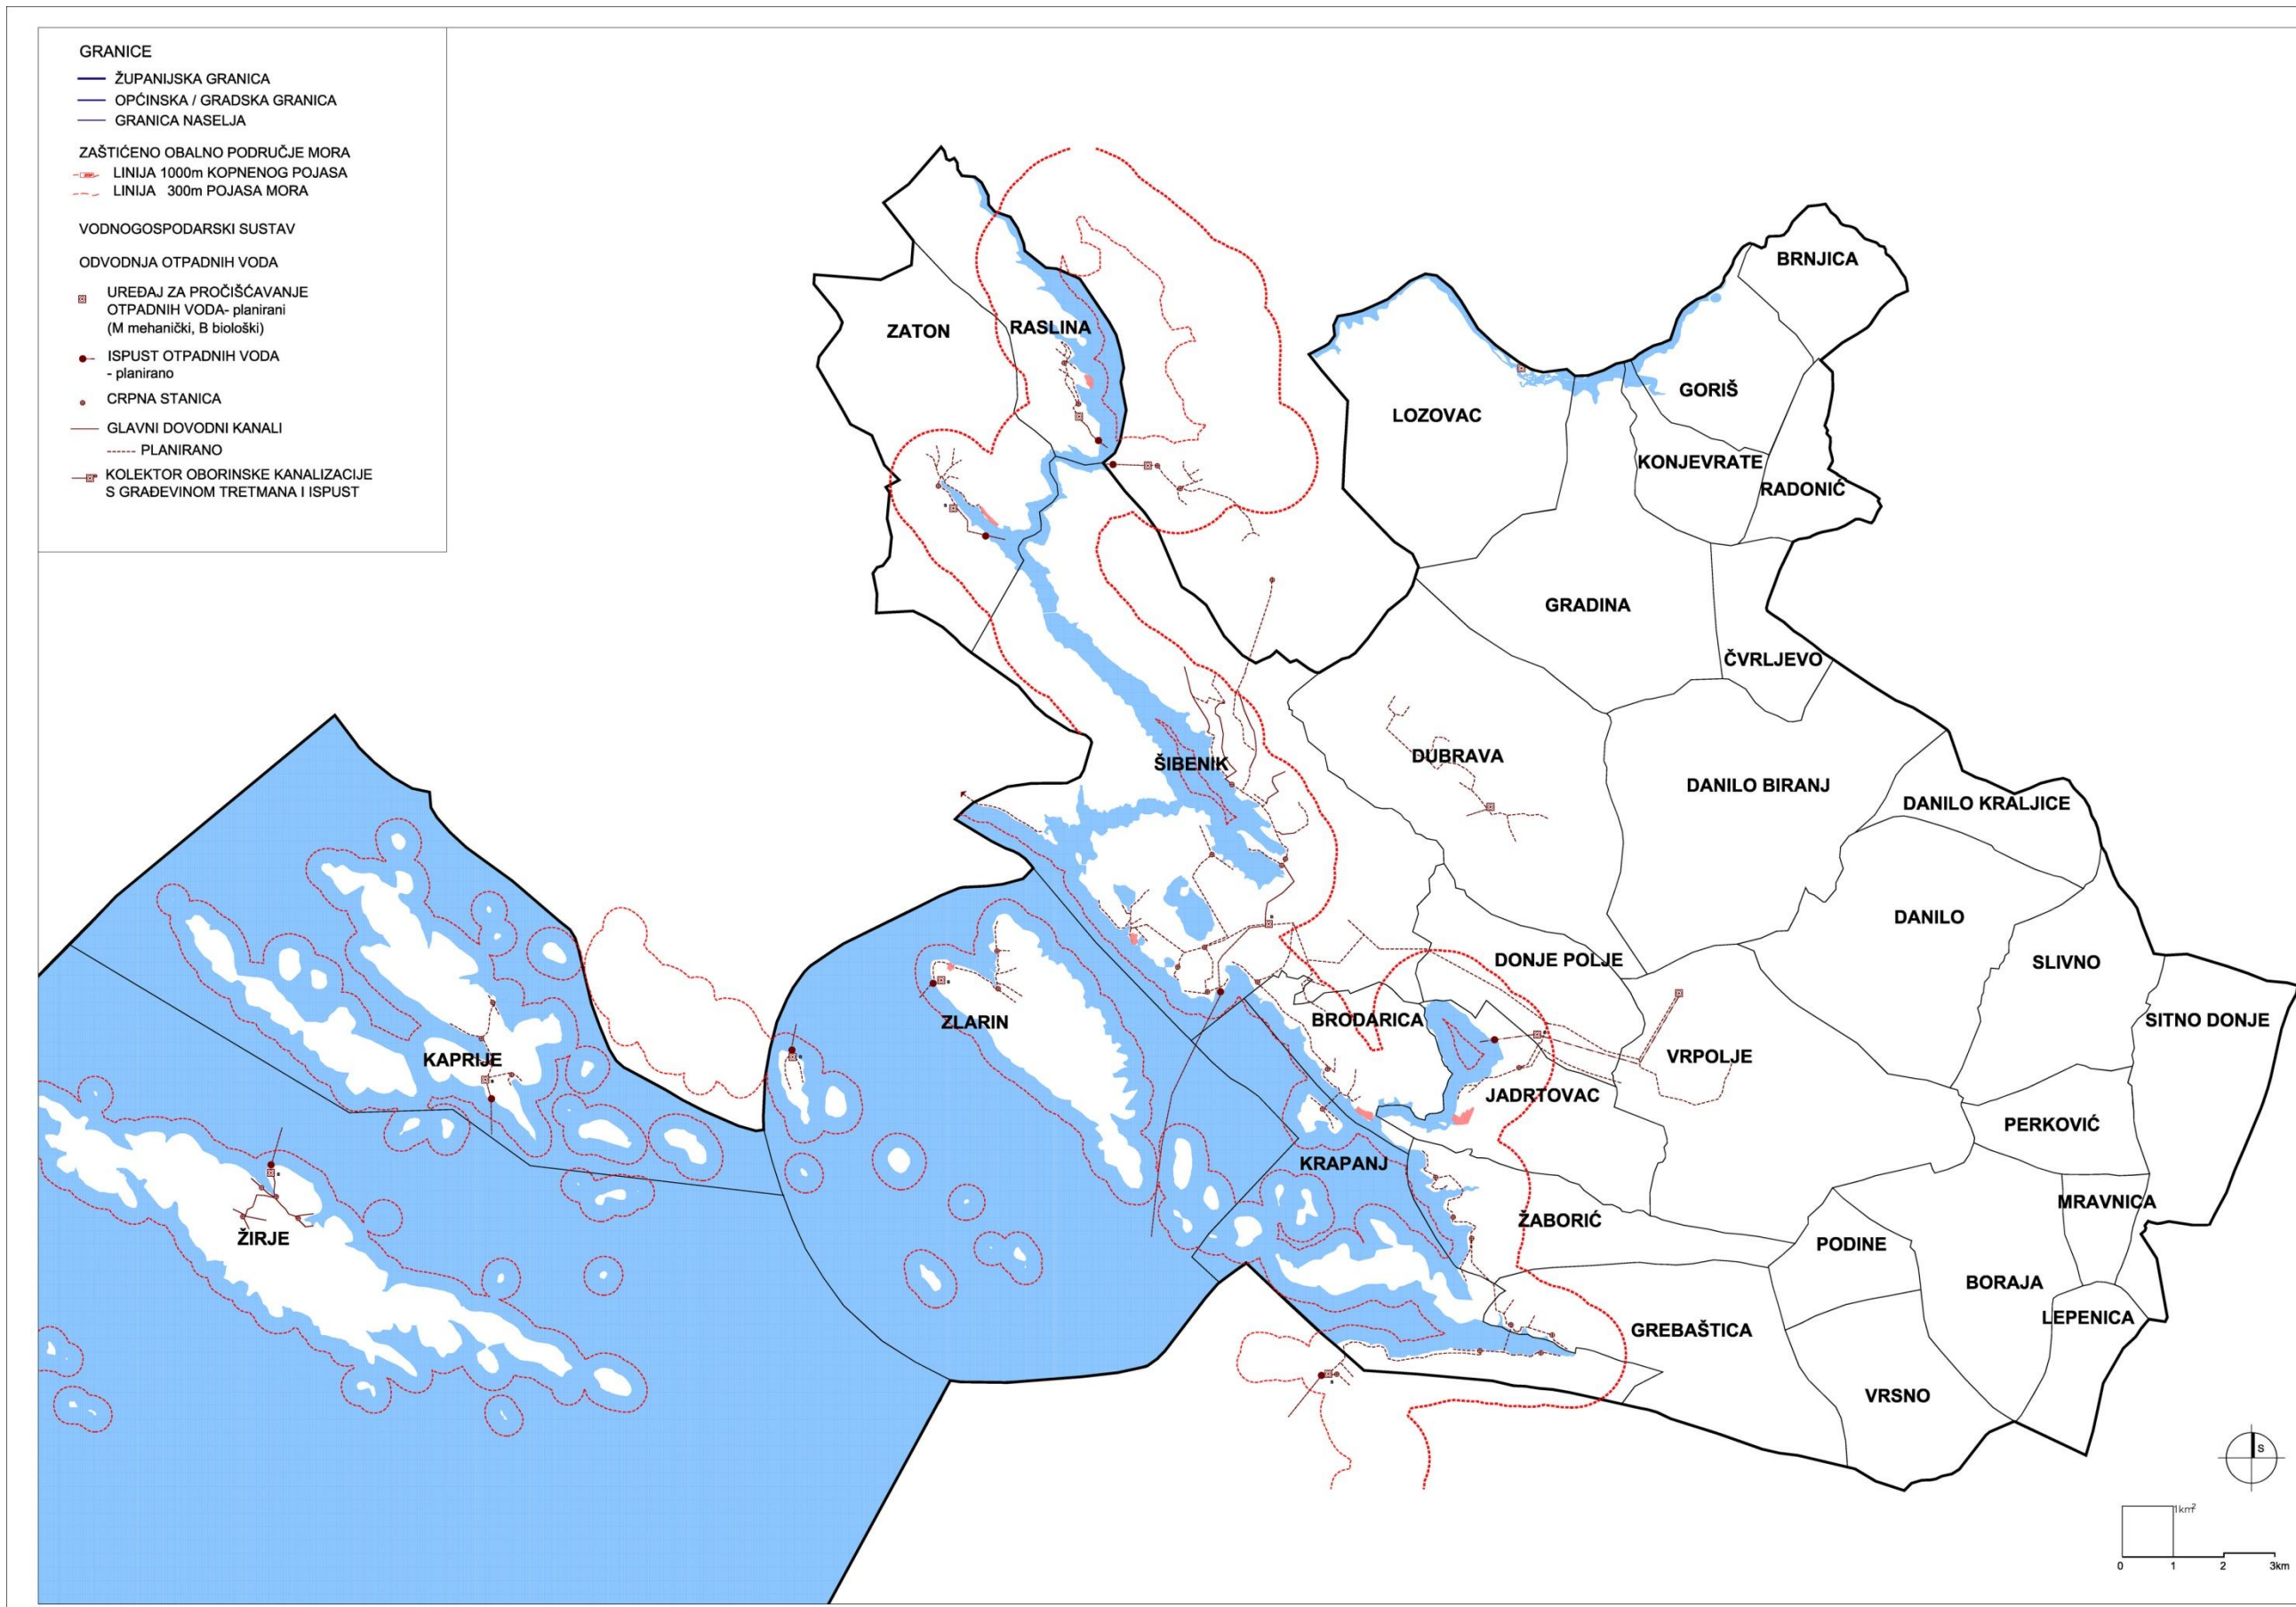 GRANICE
ŽUPANIJSKA GRANICA
OPĆINSKA / GRADSKA GRANICA
GRANICA NASELJA
ZAŠTIĆENO OBALNO PODRUČJE MORA
LINIJA 1000m KOPNENOG POJASA
LINIJA 300m POJASA MORA
VODNOGOSPODARSKI SUSTAV
ODVODNJA OTPADNIH VODA
UREĐAJ ZA PROČIŠĆAVANJE
OTPADNIH VODA- planirani
(M mehanički, B biološki)
ISPUST OTPADNIH VODA
- planirano
CRPNA STANICA
GLAVNI DOVODNI KANALI
PLANIRANO
KOLEKTOR OBORINSKE KANALIZACIJE
S GRAĐEVINOM TRETMANA I ISPUST
BRNJICA
ZATON
RASLINA
GORIŠ
LOZOVAC
KONJEVRATE
RADONIĆ
GRADINA
ČVRLJEVO
DUBRAVA
ŠIBENIK
DANILO BIRANJ
DANILO KRALJICE
DANILO
DONJE POLJE
SLIVNO
ZLARIN
BRODARICA
SITNO DONJE
KAPRIJE
VRPOLJE
JADRTOVAC
PERKOVIĆ
KRAPANJ
MRAVNICA
ŽABORIĆ
ŽIRJE
PODINE
BORAJA
LEPENICA
GREBAŠTICA
VRSNO
S
1km²
0 1 2 3km